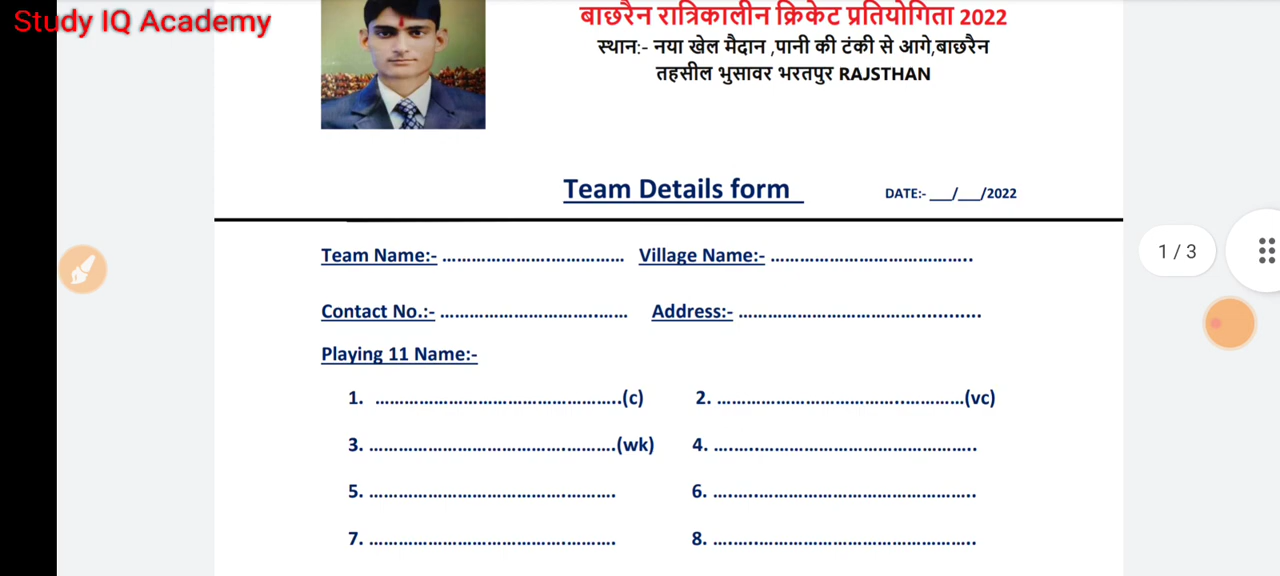 Study IQ Academy
बाछरैन रात्रिकालीन क्रिकेट प्रतियोगिता 2022
स्थान:- नया खेल मैदान ,पानी की टंकी से आगे,बाछरैन
तहसील भुसावर भरतपुर RAJSTHAN
Team Details form DATE:- ___/___/2022
Team Name:- ................................. Village Name:- .....................................
1 / 3
Contact No.:- .................................. Address:- ............................................
Playing 11 Name:-
1. .............................................(c) 2. .............................................(vc)
3. .............................................(wk) 4. .............................................
5. ............................................. 6. .............................................
7. ............................................. 8. .............................................